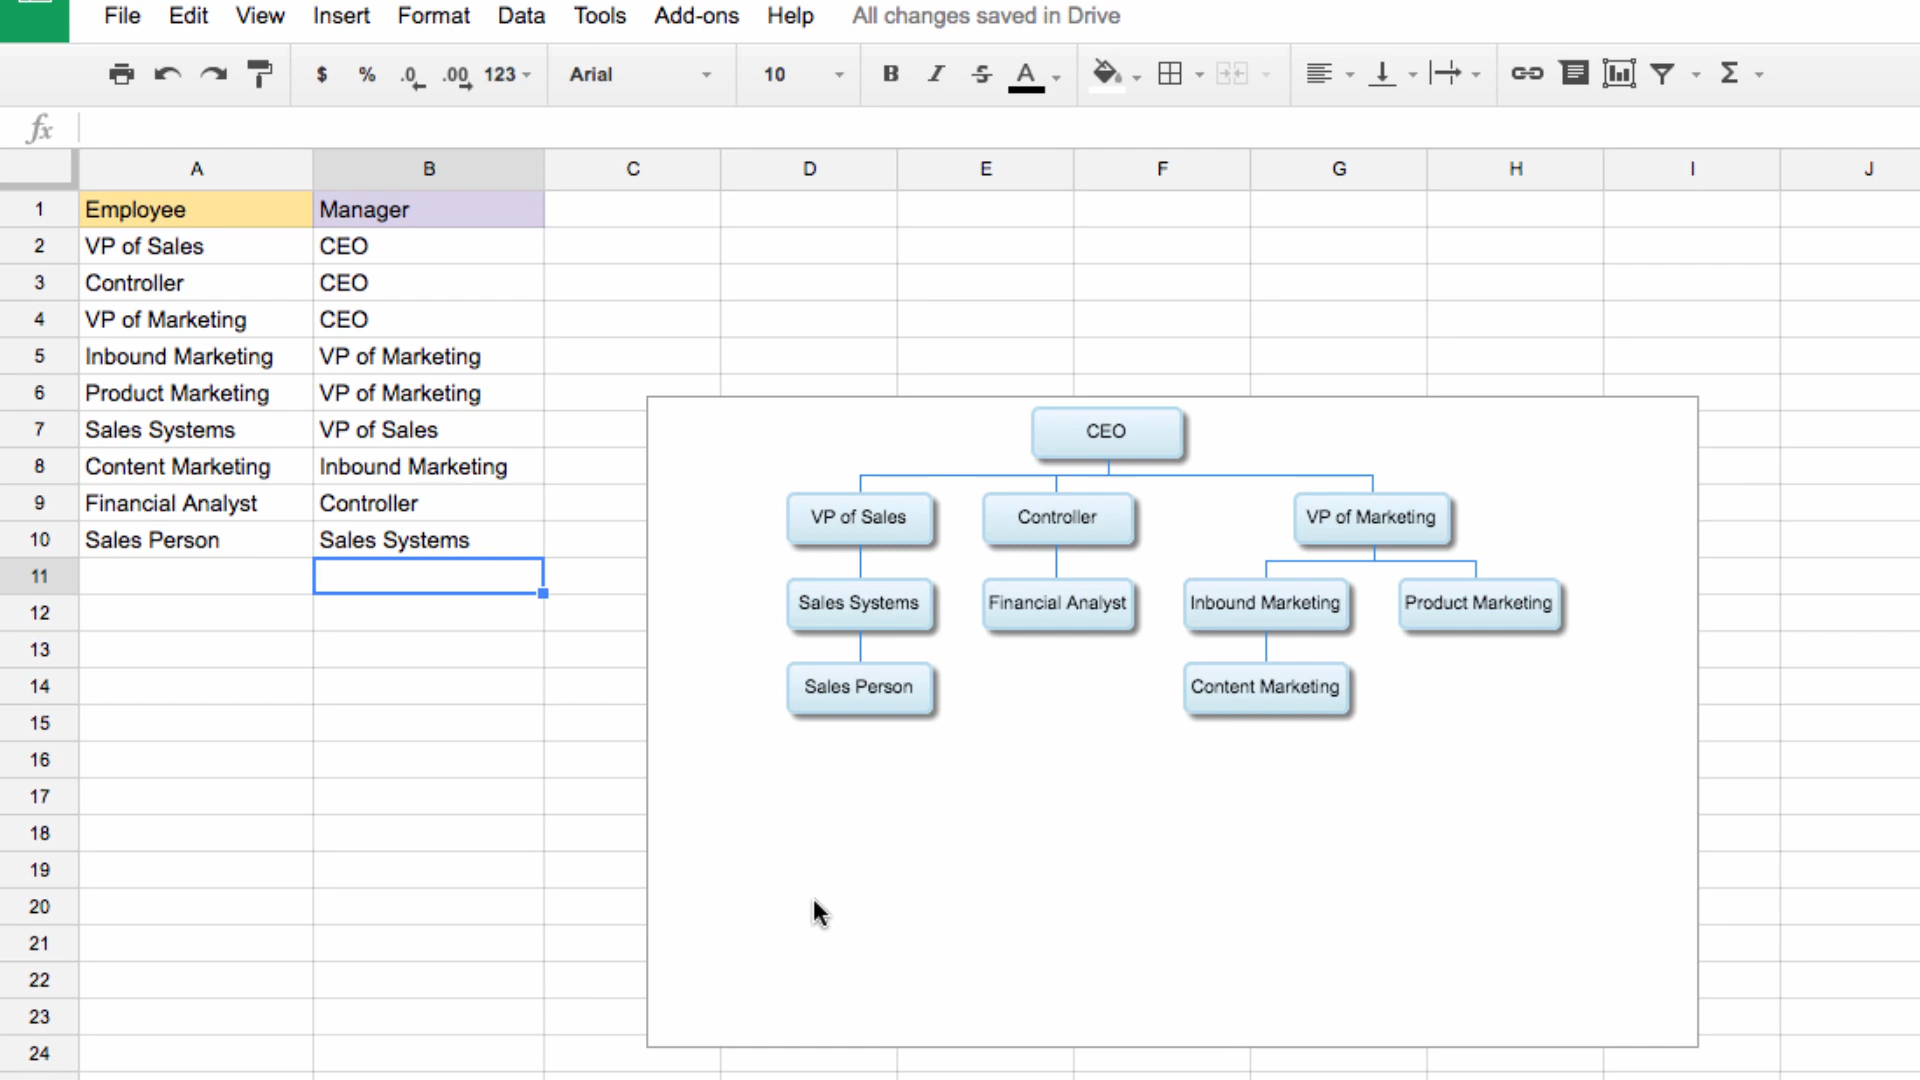 File Edit View Insert Format Data Tools Add-ons Help All changes saved in Drive
$ % .0 .00 123 Arial 10 B I S A Σ
fx
A B C D E F G H I J
1 Employee Manager
2 VP of Sales CEO
3 Controller CEO
4 VP of Marketing CEO
5 Inbound Marketing VP of Marketing
6 Product Marketing VP of Marketing
7 Sales Systems VP of Sales
8 Content Marketing Inbound Marketing
9 Financial Analyst Controller
10 Sales Person Sales Systems
11
12
13
14
15
16
17
18
19
20
21
22
23
24
CEO
VP of Sales Controller VP of Marketing
Sales Systems Financial Analyst Inbound Marketing Product Marketing
Sales Person Content Marketing